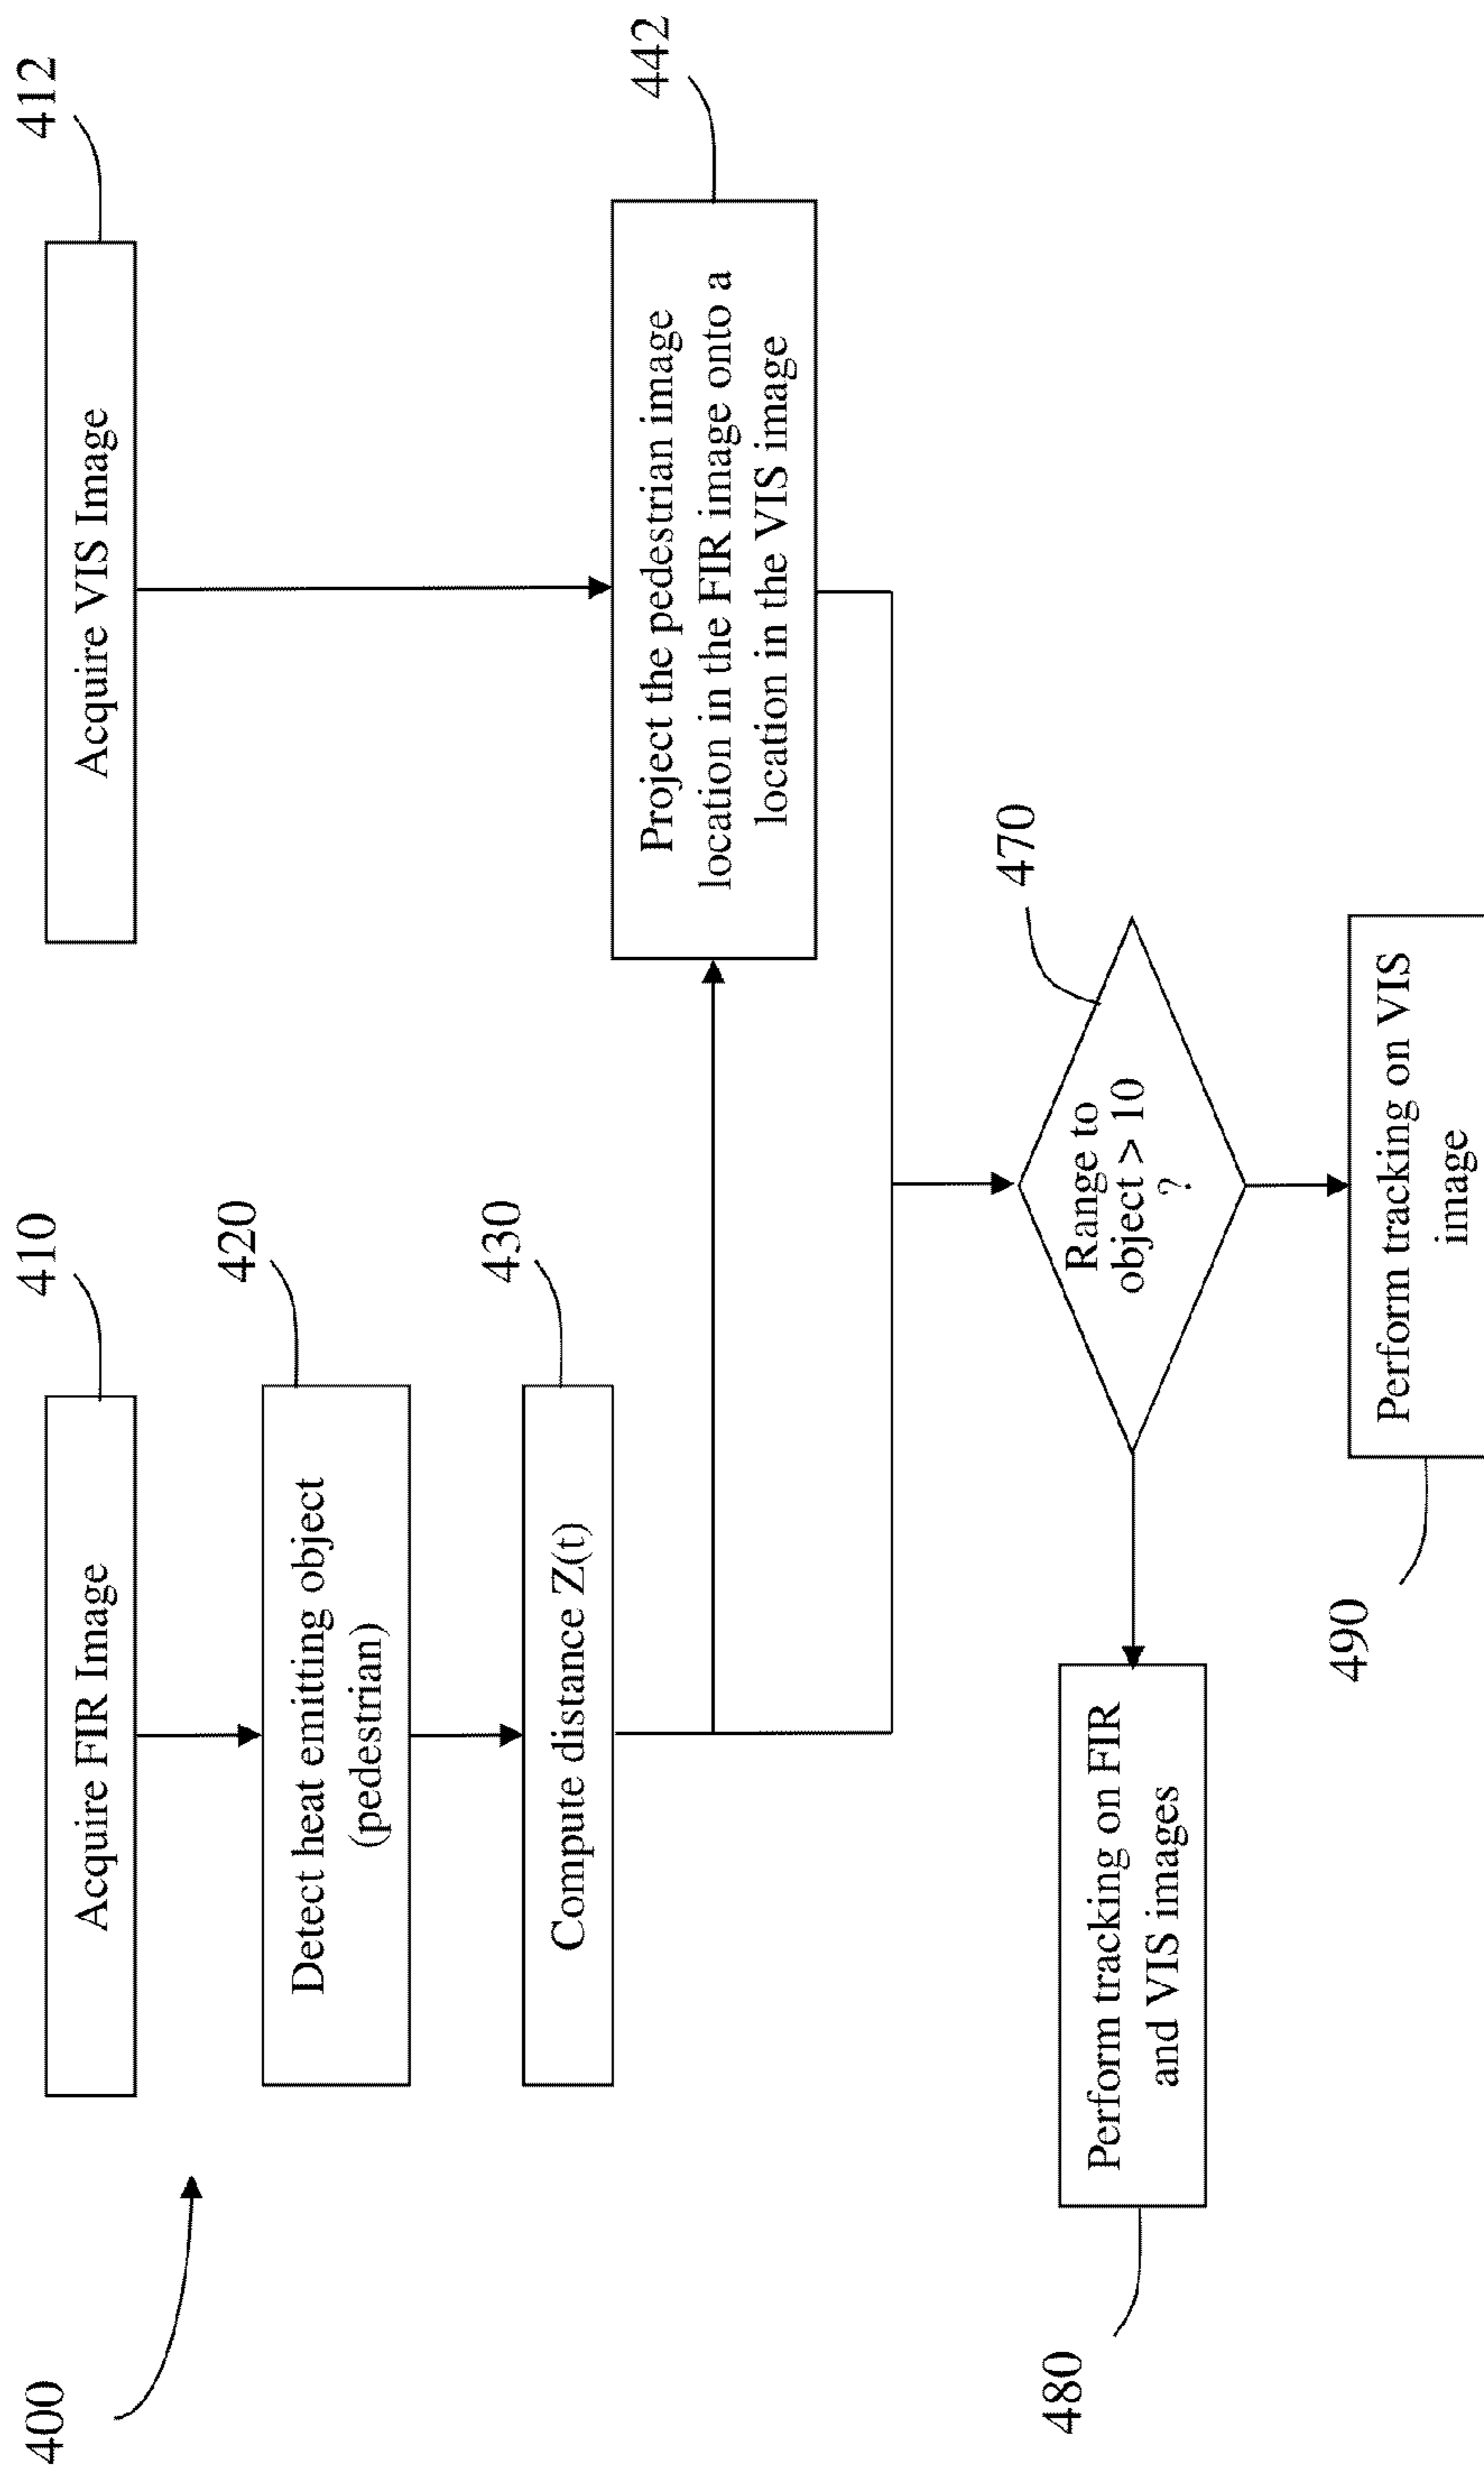 400
410
Acquire FIR Image
412
Acquire VIS Image
420
Detect heat emitting object
(pedestrian)
430
Compute distance Z(t)
442
Project the pedestrian image
location in the FIR image onto a
location in the VIS image
470
Range to
object > 10
?
480
Perform tracking on FIR
and VIS images
490
Perform tracking on VIS
image